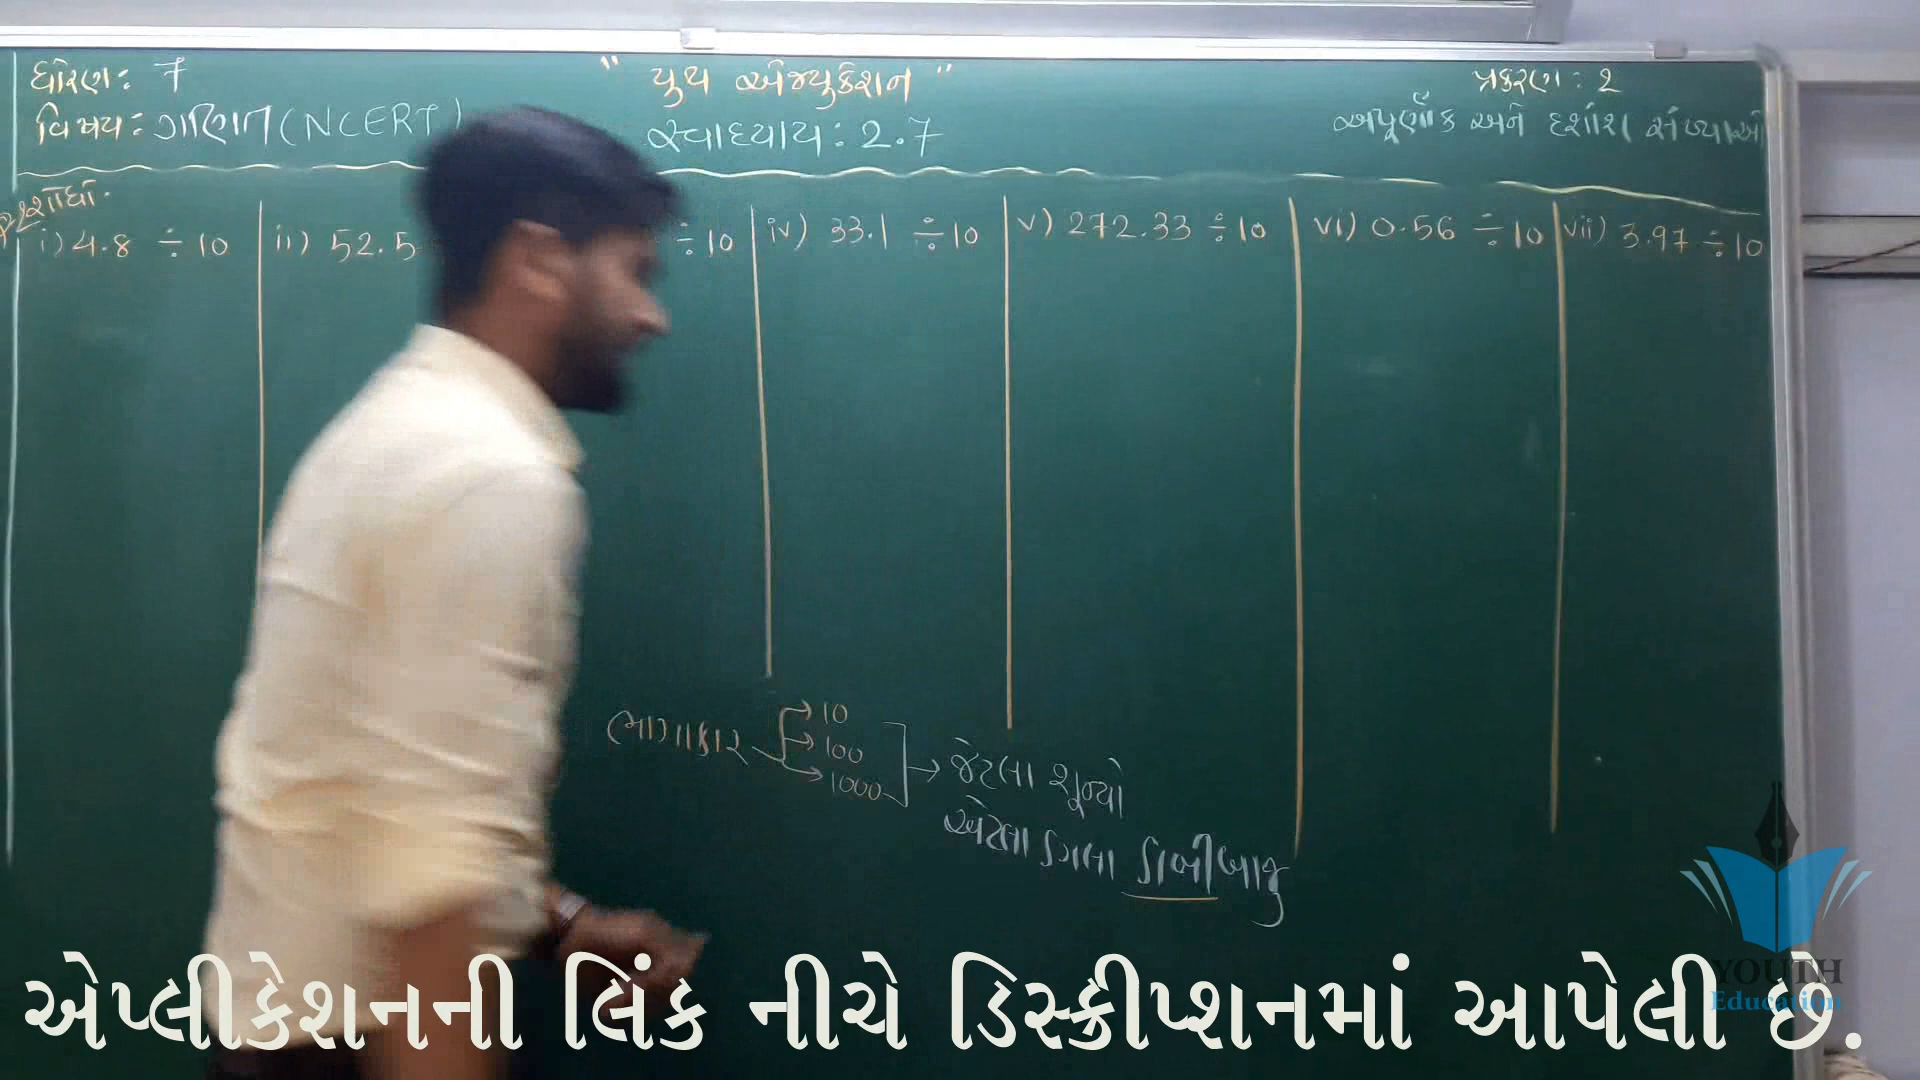 ધોરણ: 7
" યુથ એજ્યુકેશન "
પ્રકરણ: 2
વિષય: ગણિત (NCERT)
સ્વાધ્યાય: 2.7
અપૂર્ણાંક અને દશાંશ સંખ્યાઓ
શોધો.
i) 4.8 ÷ 10
ii) 52.5
÷ 10
iv) 33.1 ÷ 10
v) 272.33 ÷ 10
vi) 0.56 ÷ 10
vii) 3.97 ÷ 10
ભાગાકાર → 10
→ 100
→ 1000
→ જેટલા શૂન્યો
એટલા ડગલા ડાબીબાજુ
YOUTH
Education
એપ્લીકેશનની લિંક નીચે ડિસ્ક્રીપ્શનમાં આપેલી છે.